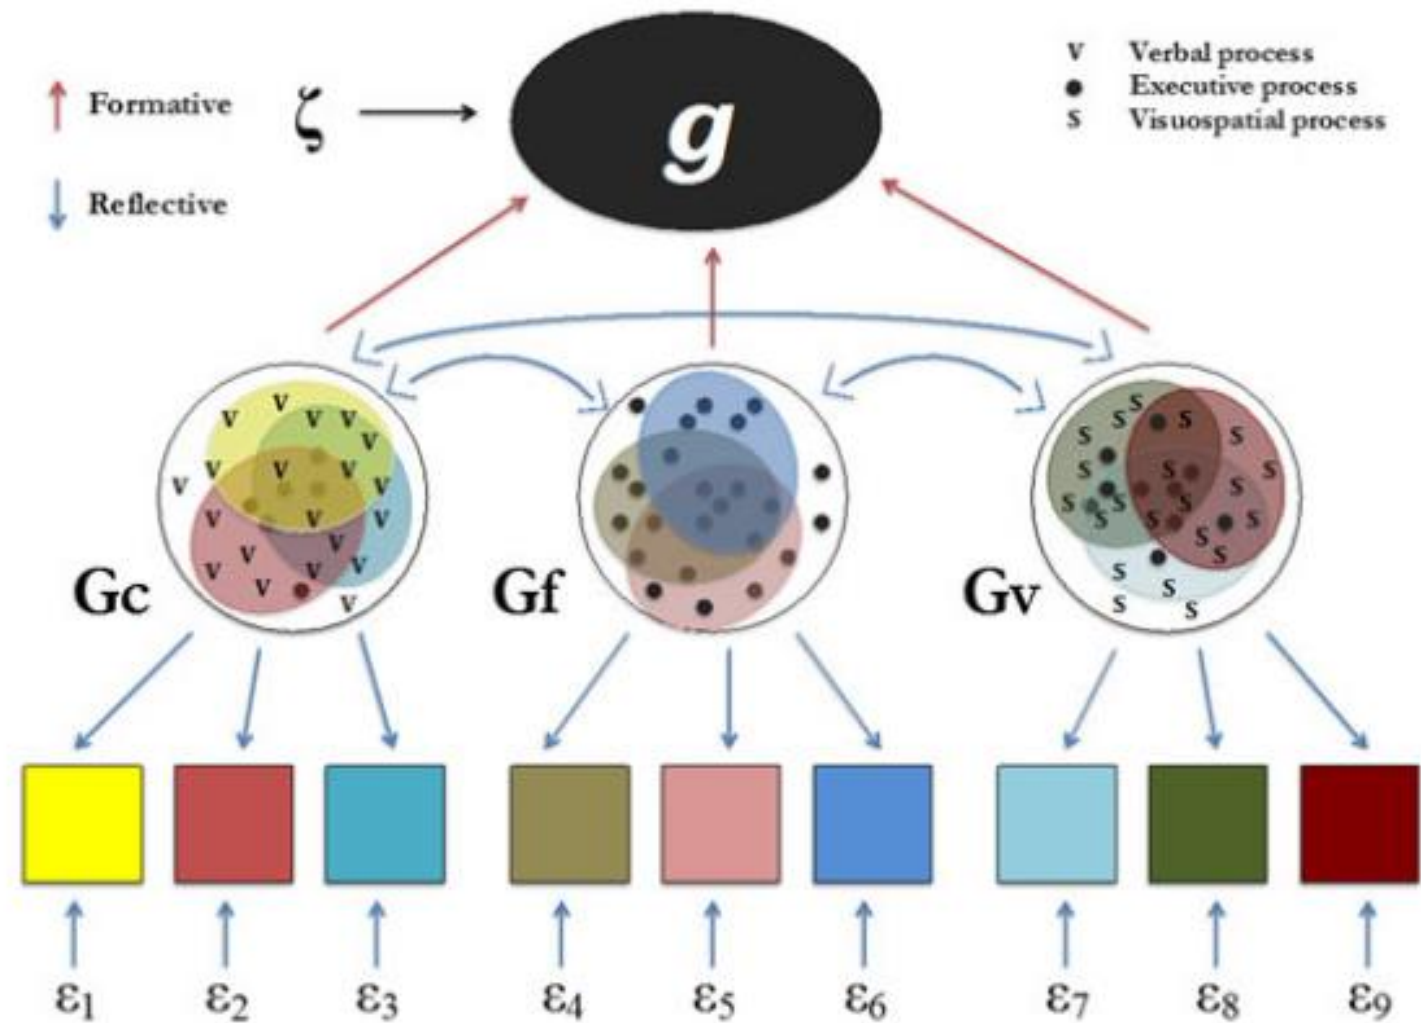 Formative
ζ
g
V Verbal process
● Executive process
S Visuospatial process
Reflective
V V V V V V V V V V V V V V V V V V V V V
S S S S S S S S S S S S S S S S S S S S
Gc
Gf
Gv
ε1 ε2 ε3 ε4 ε5 ε6 ε7 ε8 ε9